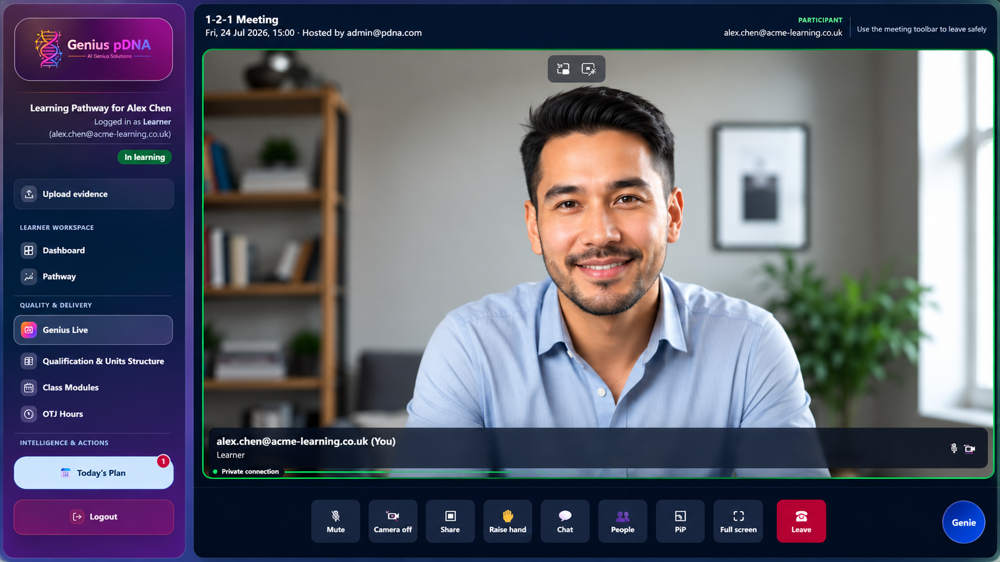 Genius pDNA
AI Genius Solutions
Learning Pathway for Alex Chen
Logged in as Learner
(alex.chen@acme-learning,co.uk)
In learning
Upload evidence
LEARNER WORKSPACE
Dashboard
Pathway
QUALITY & DELIVERY
Genius Live
Qualification & Units Structure
Class Modules
OTJ Hours
INTELLIGENCE & ACTIONS
1
Today's Plan
Logout
1-2-1 Meeting
Fri, 24 Jul 2026, 15:00 · Hosted by admin@pdna.com
PARTICIPANT
alex.chen@acme-learning.co.uk
Use the meeting toolbar to leave safely
alex.chen@acme-learning.co.uk (You)
Learner
Private connection
Mute
Camera off
Share
Raise hand
Chat
People
PiP
Full screen
Leave
Genie